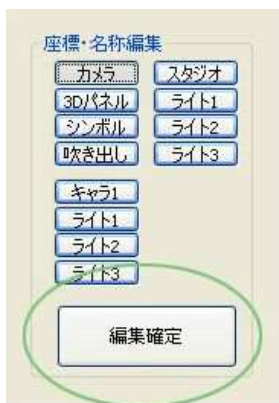 座標･名称編集
カメラ スタジオ
3Dパネル ライト1
シンボル ライト2
吹き出し ライト3
キャラ1
ライト1
ライト2
ライト3
編集確定